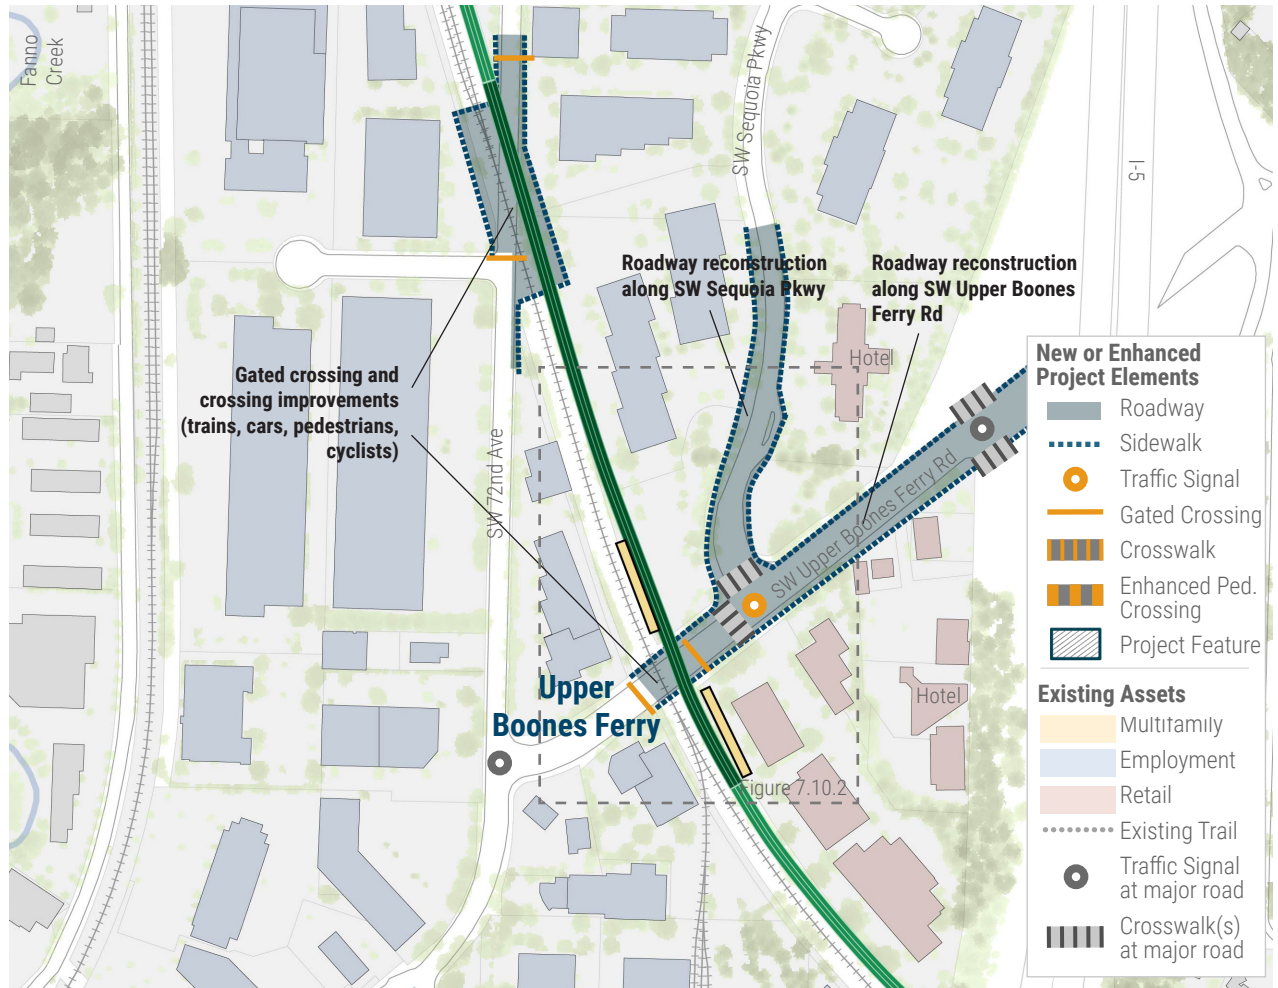 Fanno
Creek
SW Sequoia Pkwy
I-5
Roadway reconstruction
along SW Sequoia Pkwy
Roadway reconstruction
along SW Upper Boones
Ferry Rd
Hotel
Gated crossing and
crossing improvements
(trains, cars, pedestrians,
cyclists)
SW 72nd Ave
SW Upper Boones Ferry Rd
Upper
Boones Ferry
Hotel
Figure 7.10.2
New or Enhanced
Project Elements
Roadway
Sidewalk
Traffic Signal
Gated Crossing
Crosswalk
Enhanced Ped.
Crossing
Project Feature
Existing Assets
Multifamily
Employment
Retail
Existing Trail
Traffic Signal
at major road
Crosswalk(s)
at major road